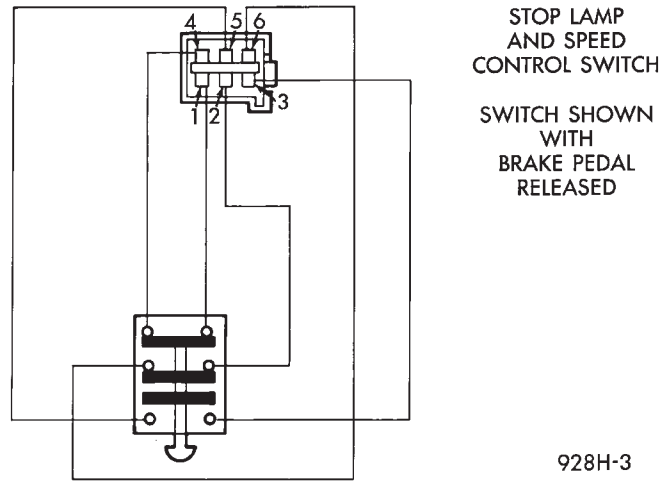 4 5 6
1 2 3
STOP LAMP
AND SPEED
CONTROL SWITCH
SWITCH SHOWN
WITH
BRAKE PEDAL
RELEASED
928H-3